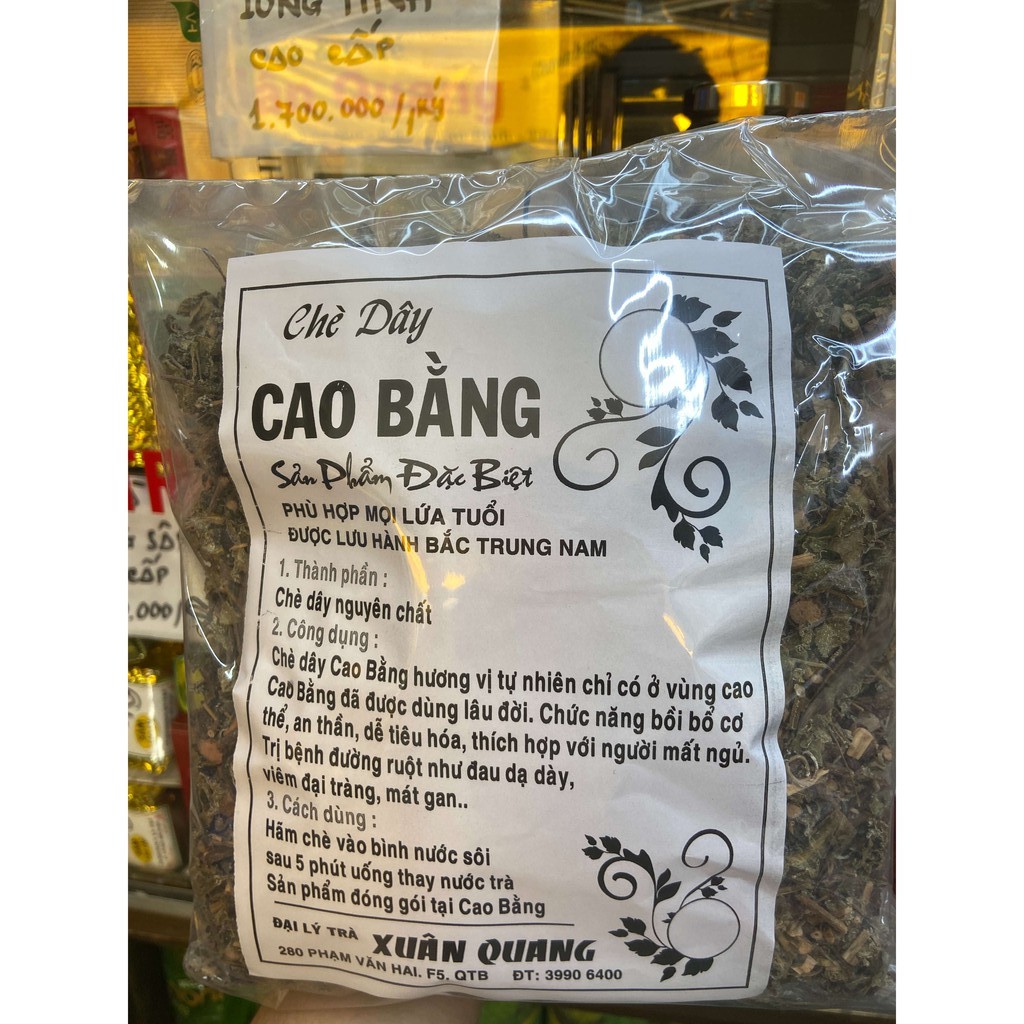 CAO CẤP
1.700.000/,ký
Chè Dây
CAO BẰNG
Sản Phẩm Đặc Biệt
PHÙ HỢP MỌI LỨA TUỔI
ĐƯỢC LƯU HÀNH BẮC TRUNG NAM
1. Thành phần :
Chè dây nguyên chất
2. Công dụng :
Chè dây Cao Bằng hương vị tự nhiên chỉ có ở vùng cao
Cao Bằng đã được dùng lâu đời. Chức năng bồi bổ cơ
thể, an thần, dễ tiêu hóa, thích hợp với người mất ngủ.
Trị bệnh đường ruột như đau dạ dày,
viêm đại tràng, mát gan..
3. Cách dùng :
Hãm chè vào bình nước sôi
sau 5 phút uống thay nước trà
Sản phẩm đóng gói tại Cao Bằng
ĐẠI LÝ TRÀ XUÂN QUANG
280 PHẠM VĂN HAI. F5. QTB ĐT: 3990 6400